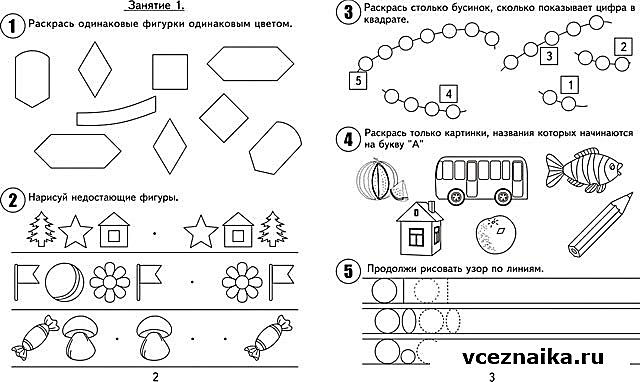 Занятие 1.
1 Раскрась одинаковые фигурки одинаковым цветом.
2 Нарисуй недостающие фигуры.
2
3 Раскрась столько бусинок, сколько показывает цифра в
квадрате.
5
3
2
4
1
4 Раскрась только картинки, названия которых начинаются
на букву "А"
5 Продолжи рисовать узор по линиям.
vceznaika.ru
3